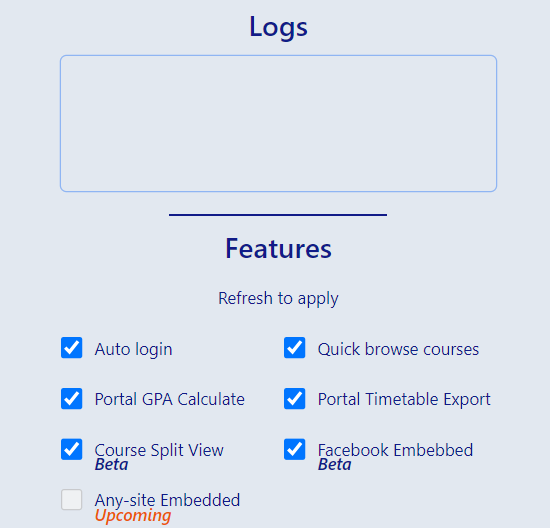 Logs
Features
Refresh to apply
Auto login
Quick browse courses
Portal GPA Calculate
Portal Timetable Export
Course Split View
Beta
Facebook Embebbed
Beta
Any-site Embedded
Upcoming